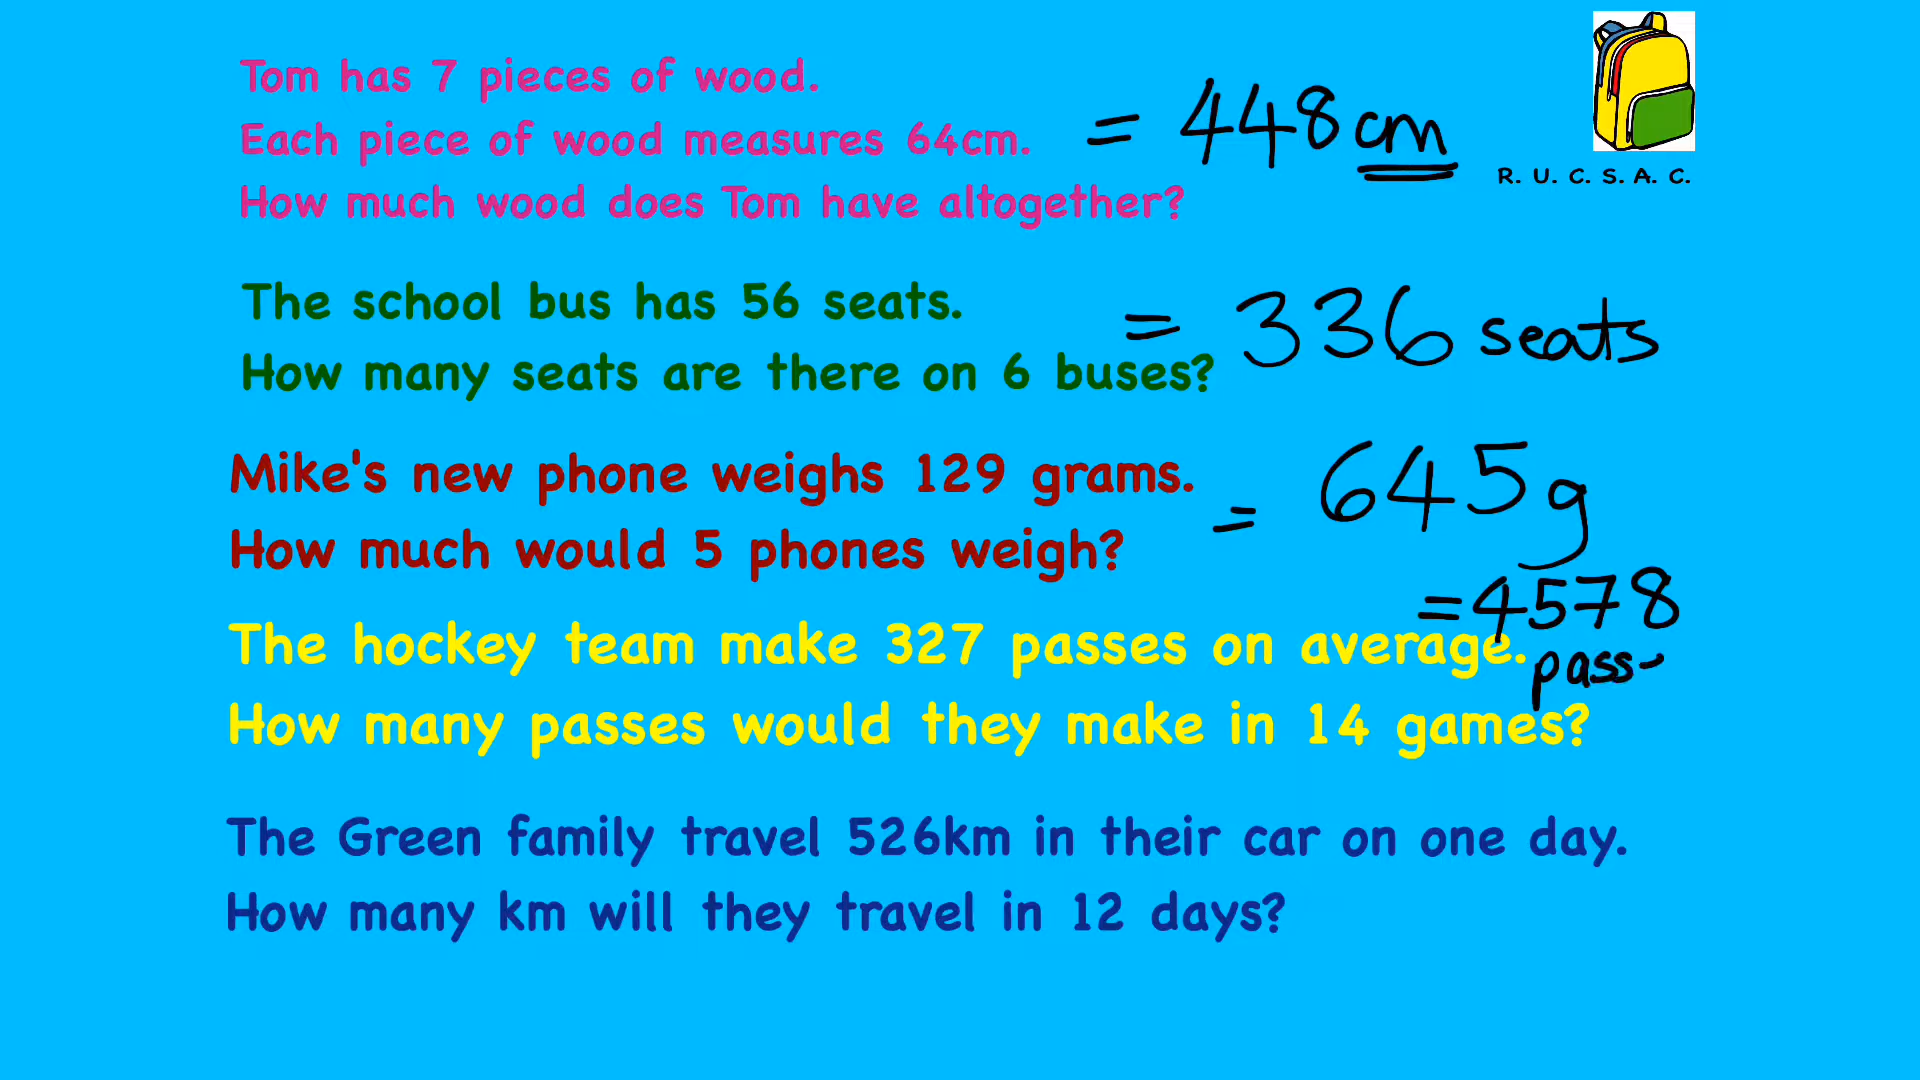 Tom has 7 pieces of wood.
Each piece of wood measures 64cm.
How much wood does Tom have altogether?
= 448cm
R. U. C. S. A. C.
The school bus has 56 seats.
How many seats are there on 6 buses?
= 336 seats
Mike's new phone weighs 129 grams.
How much would 5 phones weigh?
= 645g
The hockey team make 327 passes on average.
How many passes would they make in 14 games?
=4578
pass
The Green family travel 526km in their car on one day.
How many km will they travel in 12 days?